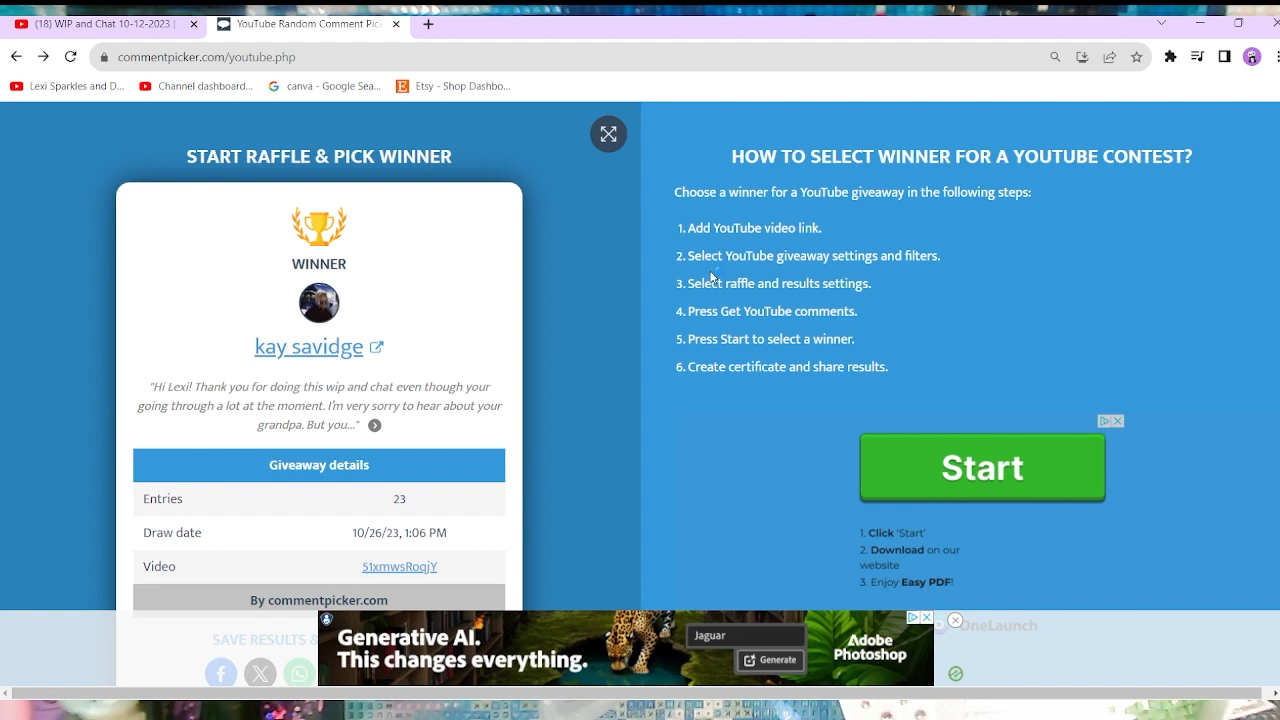 (18) WIP and Chat 10-12-2023 |
YouTube Random Comment Pic
commentpicker.com/youtube.php
Lexi Sparkles and D...
Channel dashboard...
canva - Google Sea...
Etsy - Shop Dashbo...
START RAFFLE & PICK WINNER
WINNER
kay savidge
"Hi Lexi! Thank you for doing this wip and chat even though your
going through a lot at the moment. I'm very sorry to hear about your
grandpa. But you..."
Giveaway details
Entries 23
Draw date 10/26/23, 1:06 PM
Video 51xmwsRoqjY
By commentpicker.com
SAVE RESULTS &
HOW TO SELECT WINNER FOR A YOUTUBE CONTEST?
Choose a winner for a YouTube giveaway in the following steps:
1. Add YouTube video link.
2. Select YouTube giveaway settings and filters.
3. Select raffle and results settings.
4. Press Get YouTube comments.
5. Press Start to select a winner.
6. Create certificate and share results.
Start
1. Click 'Start'
2. Download on our
website
3. Enjoy Easy PDF!
OneLaunch
Generative AI.
This changes everything.
Jaguar
Generate
Adobe
Photoshop